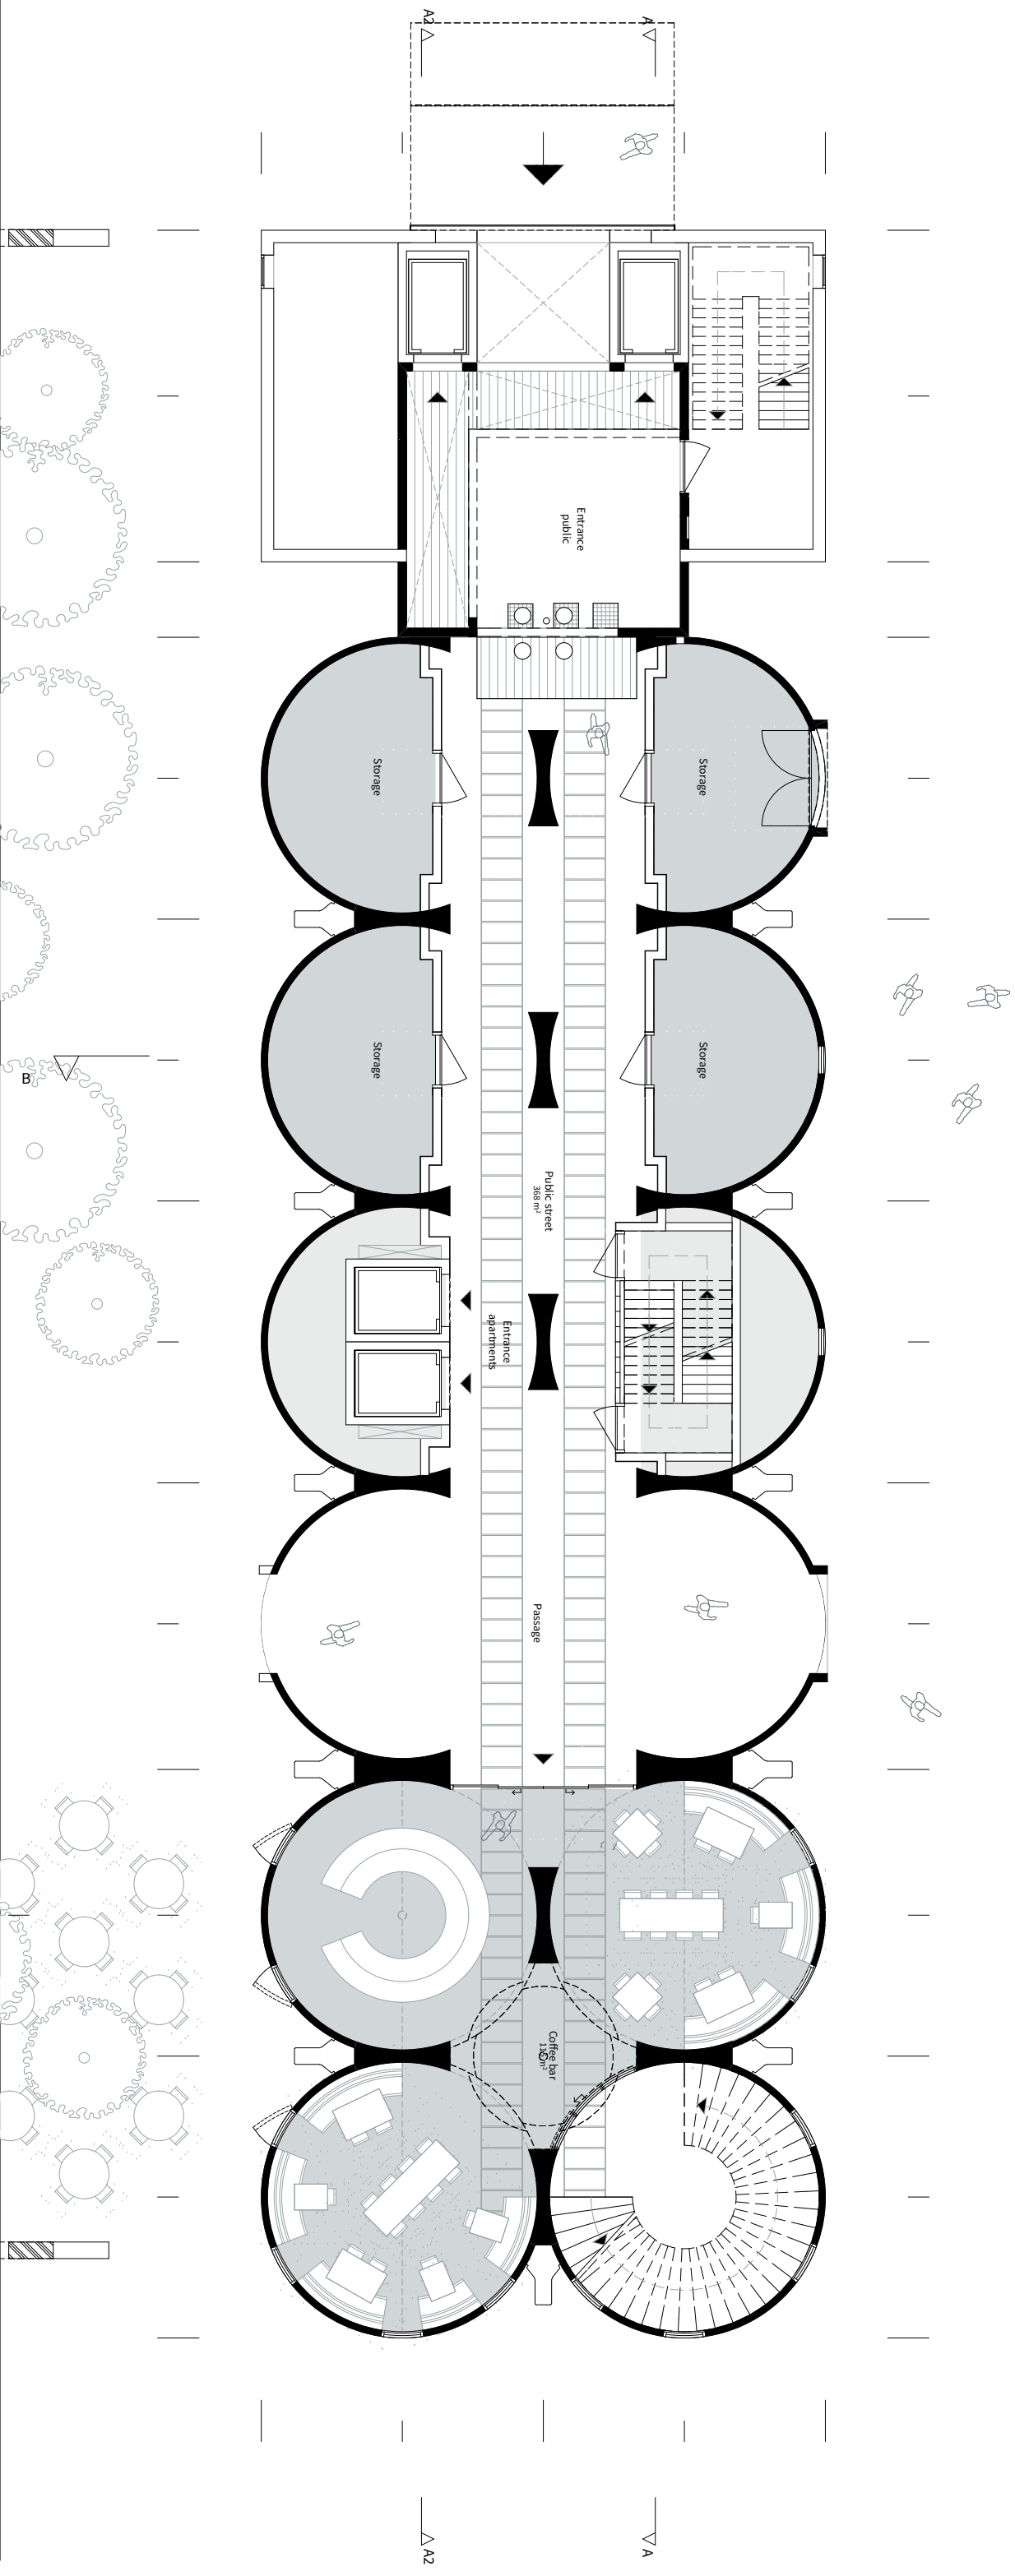 A2
A
Entrance
public
Storage
Storage
Storage
Storage
B
Public street
368 m²
Entrance
apartments
Passage
Coffee bar
A2
A